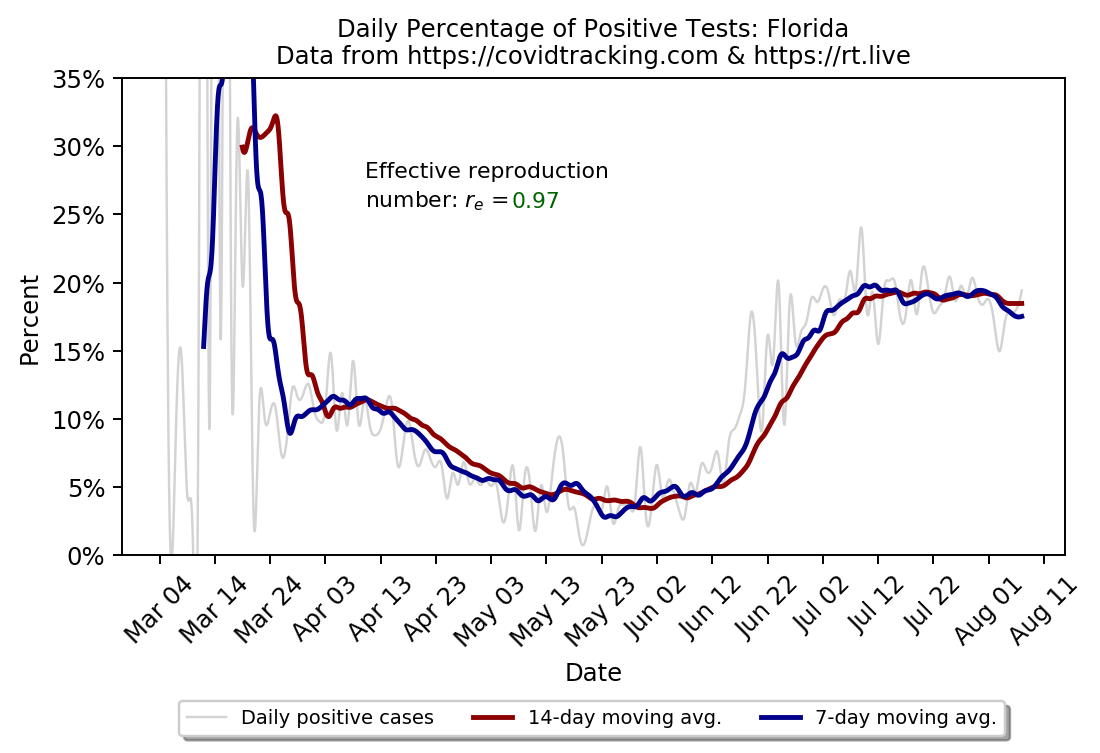 Daily Percentage of Positive Tests: Florida
Data from https://covidtracking.com & https://rt.live
35%
30%
25%
20%
15%
10%
5%
0%
Percent
Effective reproduction
number: rₑ = 0.97
Mar 04
Mar 14
Mar 24
Apr 03
Apr 13
Apr 23
May 03
May 13
May 23
Jun 02
Jun 12
Jun 22
Jul 02
Jul 12
Jul 22
Aug 01
Aug 11
Date
Daily positive cases
14-day moving avg.
7-day moving avg.